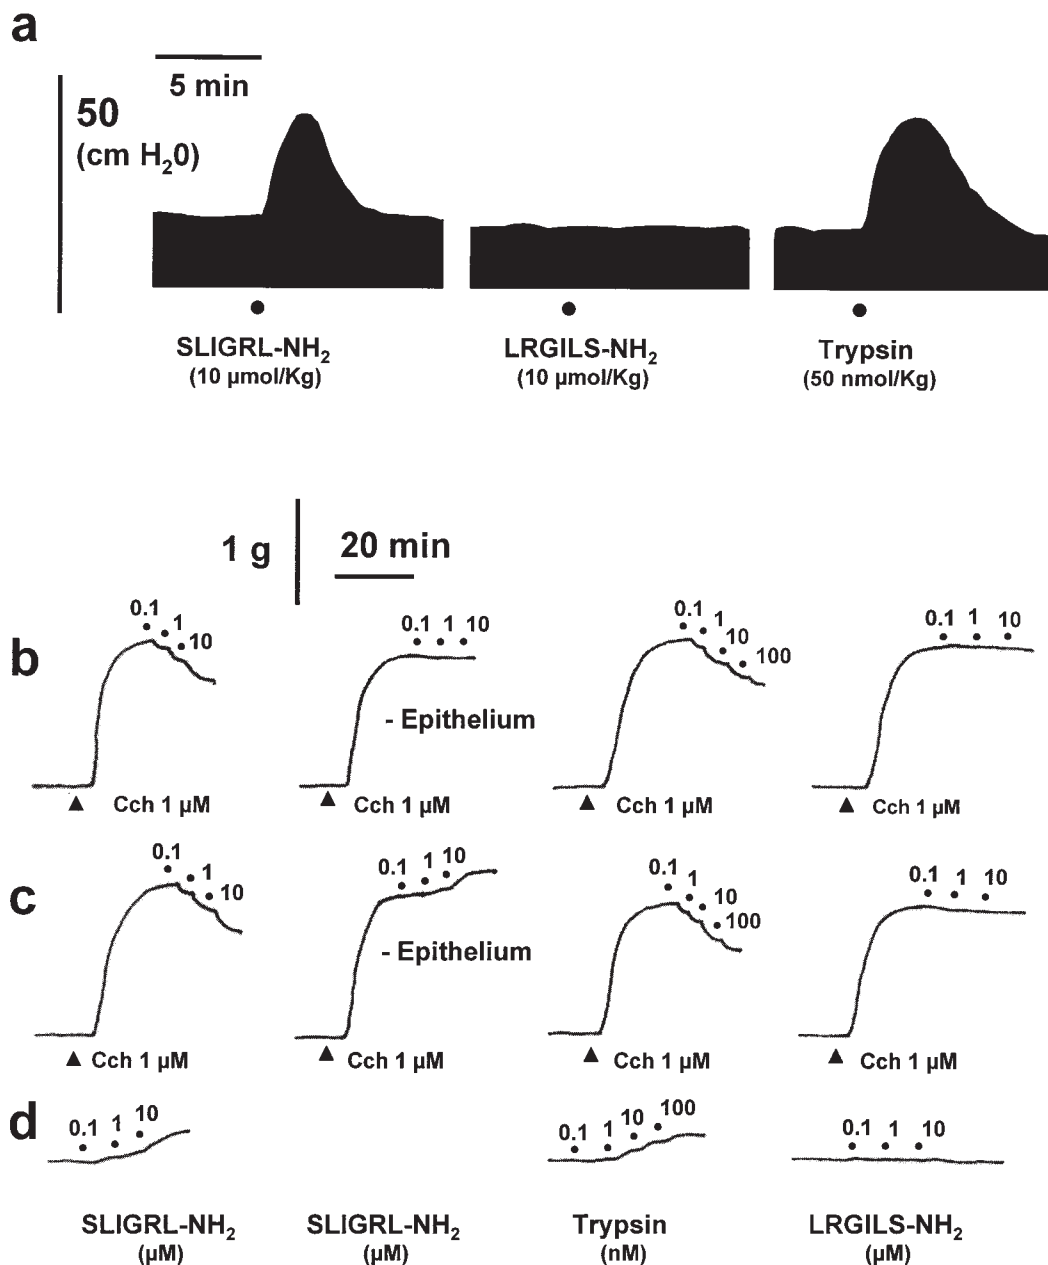 a
5 min
50
(cm H₂0)
SLIGRL-NH₂
(10 µmol/Kg)
LRGILS-NH₂
(10 µmol/Kg)
Trypsin
(50 nmol/Kg)
1 g
20 min
b
0.1
1
10
0.1 1 10
0.1
1
10
100
0.1 1 10
- Epithelium
Cch 1 µM
Cch 1 µM
Cch 1 µM
Cch 1 µM
c
0.1
1
10
0.1 1 10
0.1
1
10
100
0.1 1 10
- Epithelium
Cch 1 µM
Cch 1 µM
Cch 1 µM
Cch 1 µM
d
0.1 1 10
0.1 1 10 100
0.1 1 10
SLIGRL-NH₂
(µM)
SLIGRL-NH₂
(µM)
Trypsin
(nM)
LRGILS-NH₂
(µM)